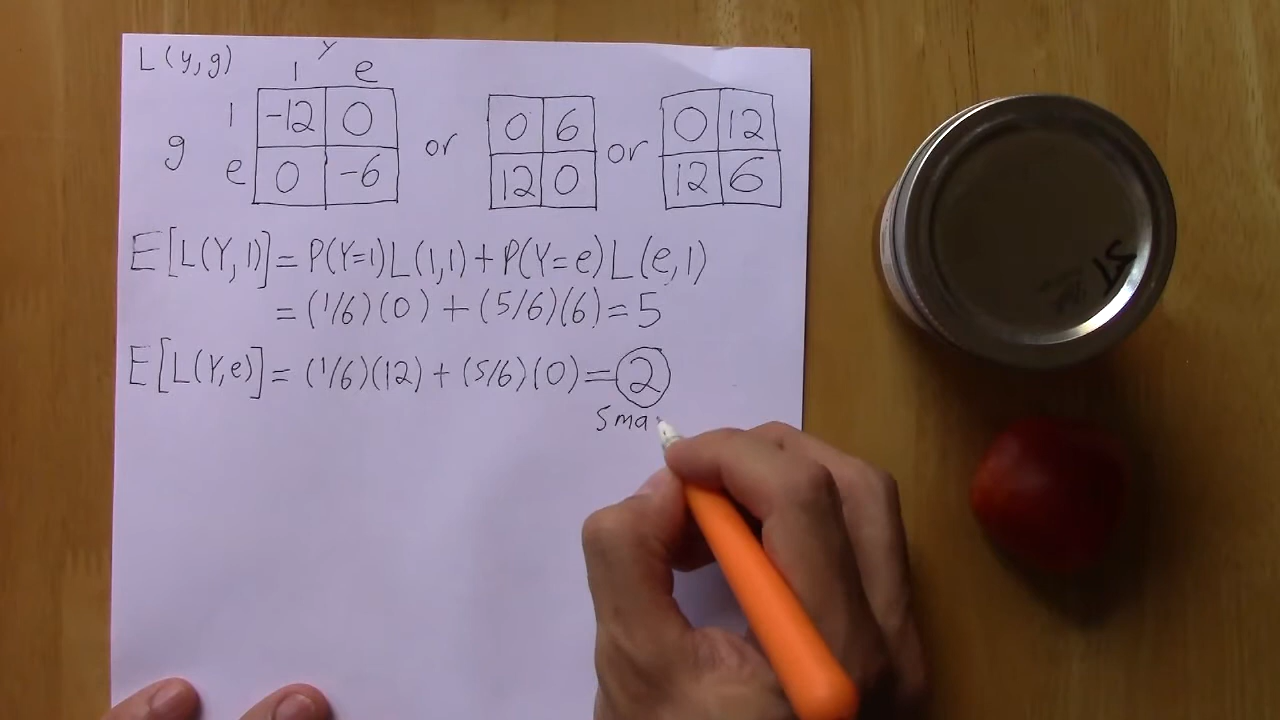 L(y,g) Y
1 e
g 1 -12 0 or 0 6 or 0 12
e 0 -6 12 0 12 6
E[L(Y,1)] = P(Y=1)L(1,1)+P(Y=e)L(e,1)
= (1/6)(0) + (5/6)(6) = 5
E[L(Y,e)] = (1/6)(12) + (5/6)(0) = 2
Sma